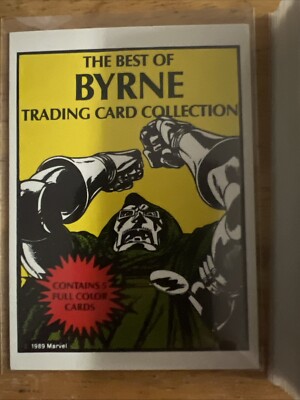 THE BEST OF
BYRNE
TRADING CARD COLLECTION
CONTAINS 5
FULL COLOR
CARDS
1989 Marvel